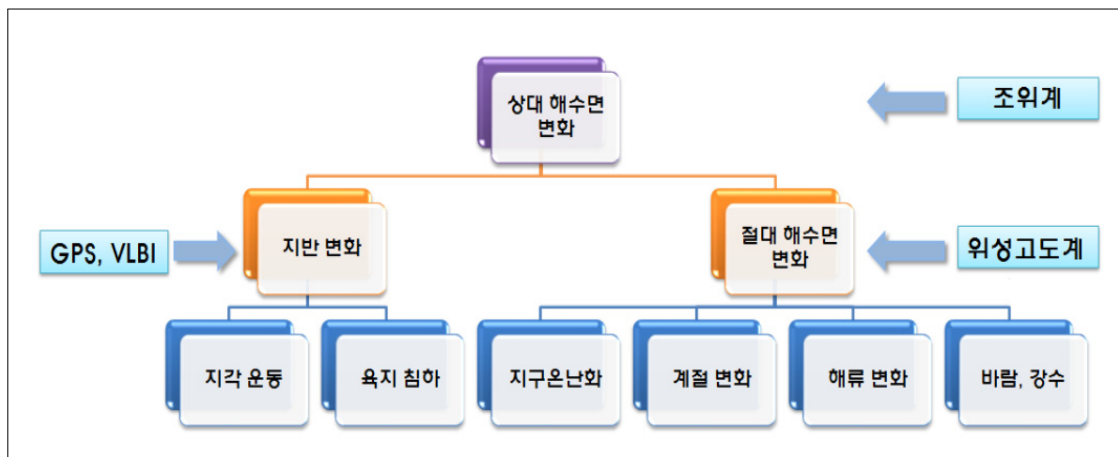 상대 해수면
변화
조위계
GPS, VLBI
지반 변화
절대 해수면
변화
위성고도계
지각 운동
육지 침하
지구온난화
계절 변화
해류 변화
바람, 강수